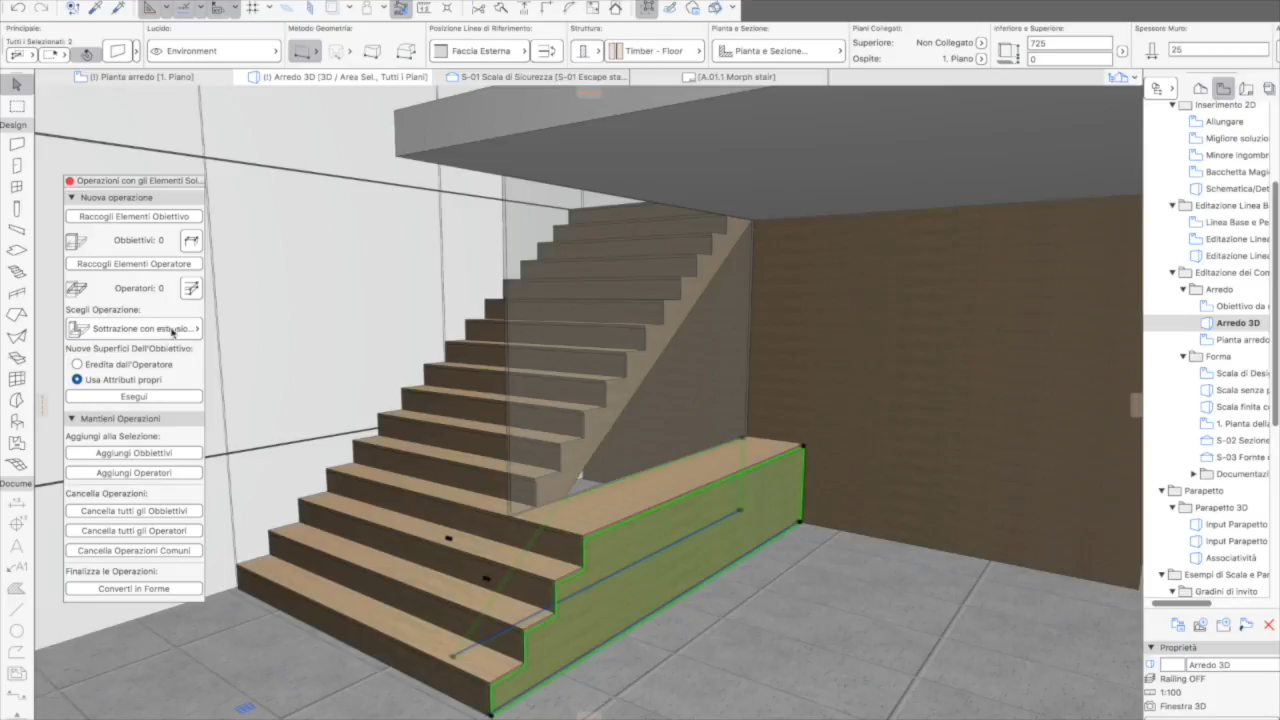 Principale:
Tutti i Selezionati: 2
Lucido:
Environment
Metodo Geometria:
Posizione Linea di Riferimento:
Faccia Esterna
Struttura:
Timber - Floor
Pianta e Sezione:
Pianta e Sezione...
Piani Collegati:
Superiore: Non Collegato
Ospite: 1. Piano
Inferiore e Superiore:
725
0
Spessore Muro:
25
(I) Pianta arredo [1. Piano]
(I) Arredo 3D [3D / Area Sel., Tutti i Piani]
S-01 Scala di Sicurezza [S-01 Escape sta...
[A.01.1 Morph stair]
Design
Docume
Operazioni con gli Elementi Sol...
Nuova operazione
Raccogli Elementi Obiettivo
Obbiettivi: 0
Raccogli Elementi Operatore
Operatori: 0
Scegli Operazione:
Sottrazione con estrusio...
Nuove Superfici Dell'Obbiettivo:
Eredita dall'Operatore
Usa Attributi propri
Esegui
Mantieni Operazioni
Aggiungi alla Selezione:
Aggiungi Obbiettivi
Aggiungi Operatori
Cancella Operazioni:
Cancella tutti gli Obbiettivi
Cancella tutti gli Operatori
Cancella Operazioni Comuni
Finalizza le Operazioni:
Converti in Forme
Inserimento 2D
Allungare
Migliore soluzio
Minore ingomb
Bacchetta Magi
Schematica/Det
Editazione Linea B
Linea Base e Pe
Editazione Linea
Editazione Linea
Editazione dei Con
Arredo
Obiettivo da
Arredo 3D
Pianta arredo
Forma
Scala di Desi
Scala senza p
Scala finita c
1. Pianta della
S-02 Sezione
S-03 Fornte
Documentazi
Parapetto
Parapetto 3D
Input Parapetto
Input Parapetto
Associatività
Esempi di Scala e Par
Gradini di invito
Proprietà
Arredo 3D
Railing OFF
1:100
Finestra 3D